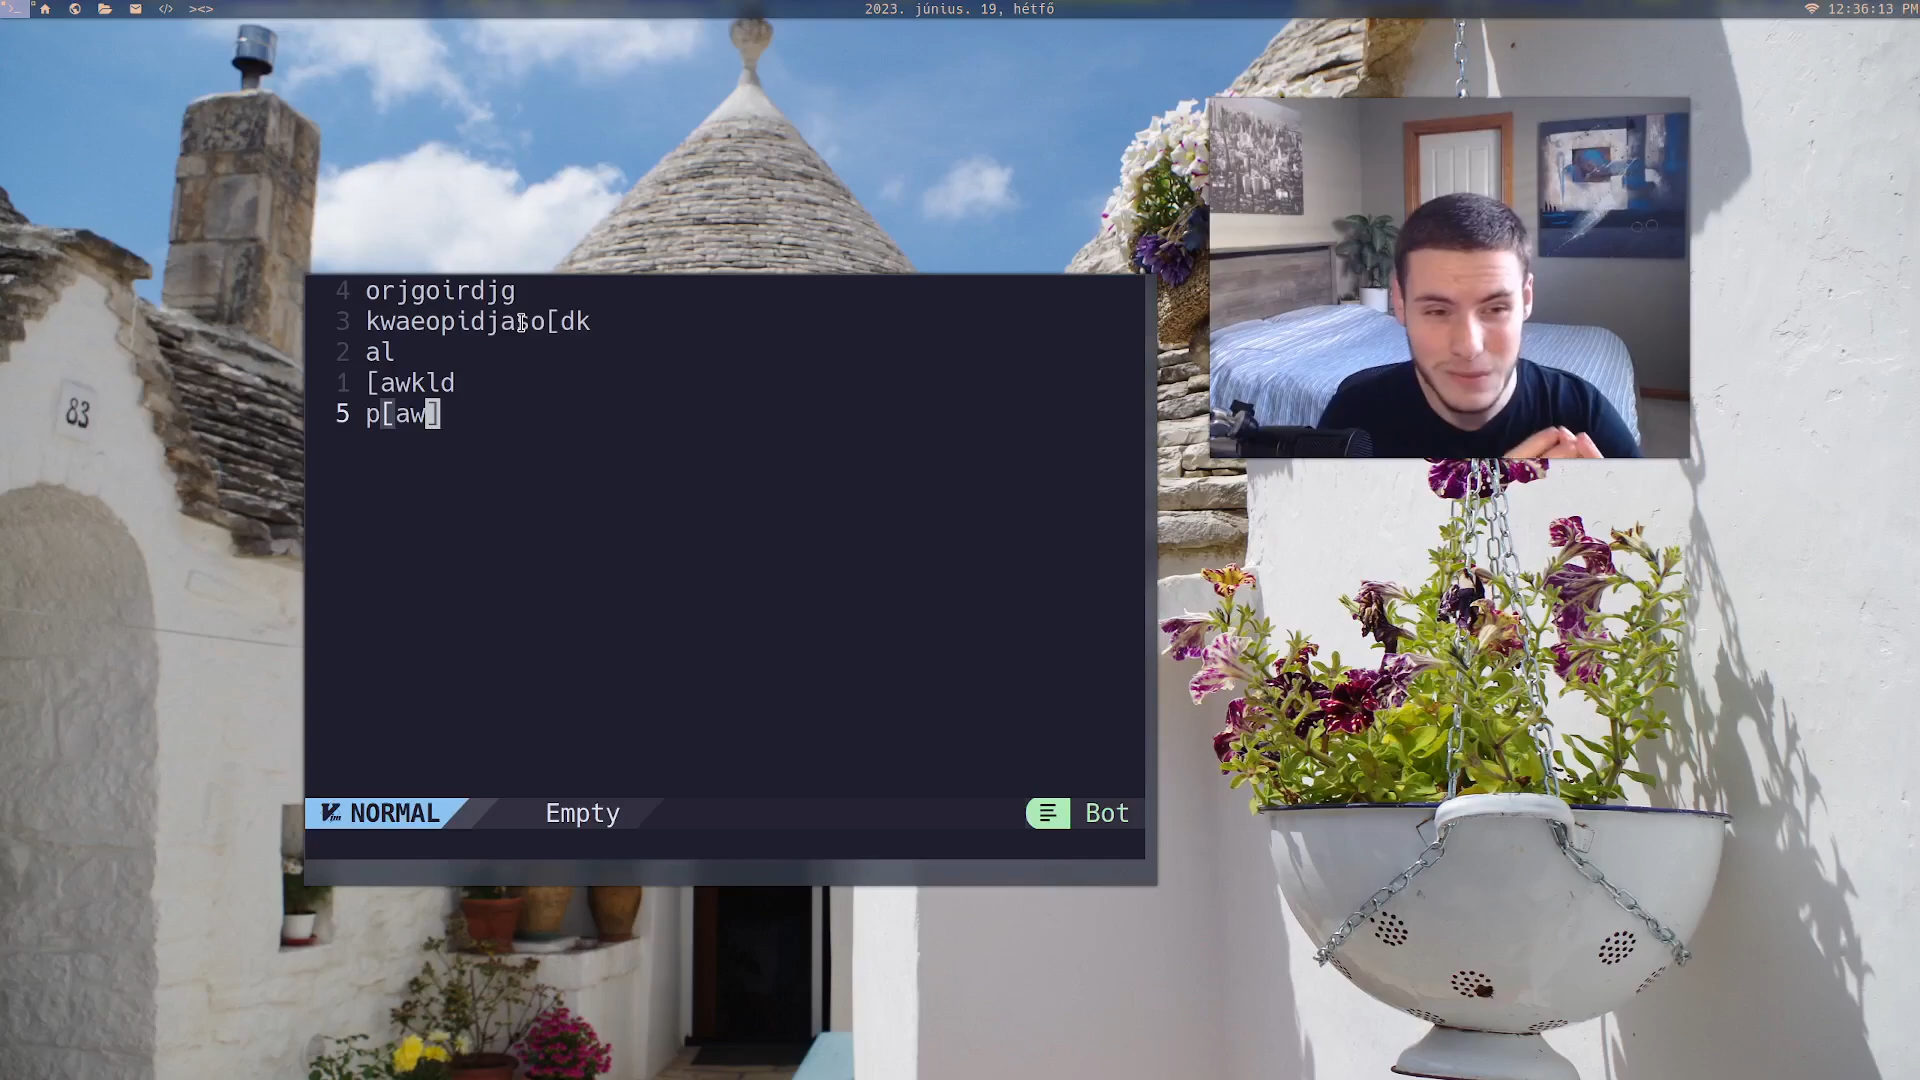 </> ><> 2023. június. 19, hétfő 12:36:13 PM
83
4 orjgoirdjg
3 kwaeopidjaso[dk
2 al
1 [awkld
5 p[aw]
NORMAL Empty Bot